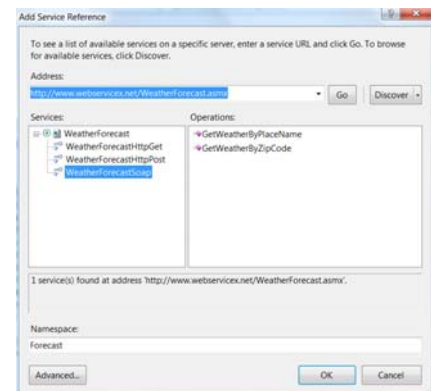 Add Service Reference
To see a list of available services on a specific server, enter a service URL and click Go. To browse
for available services, click Discover.
Address:
http://www.webservicex.net/WeatherForecast.asmx
Go
Discover
Services:
Operations:
WeatherForecast
WeatherForecastHttpGet
WeatherForecastHttpPost
WeatherForecastSoap
GetWeatherByPlaceName
GetWeatherByZipCode
1 service(s) found at address 'http://www.webservicex.net/WeatherForecast.asmx'.
Namespace:
Forecast
Advanced...
OK
Cancel